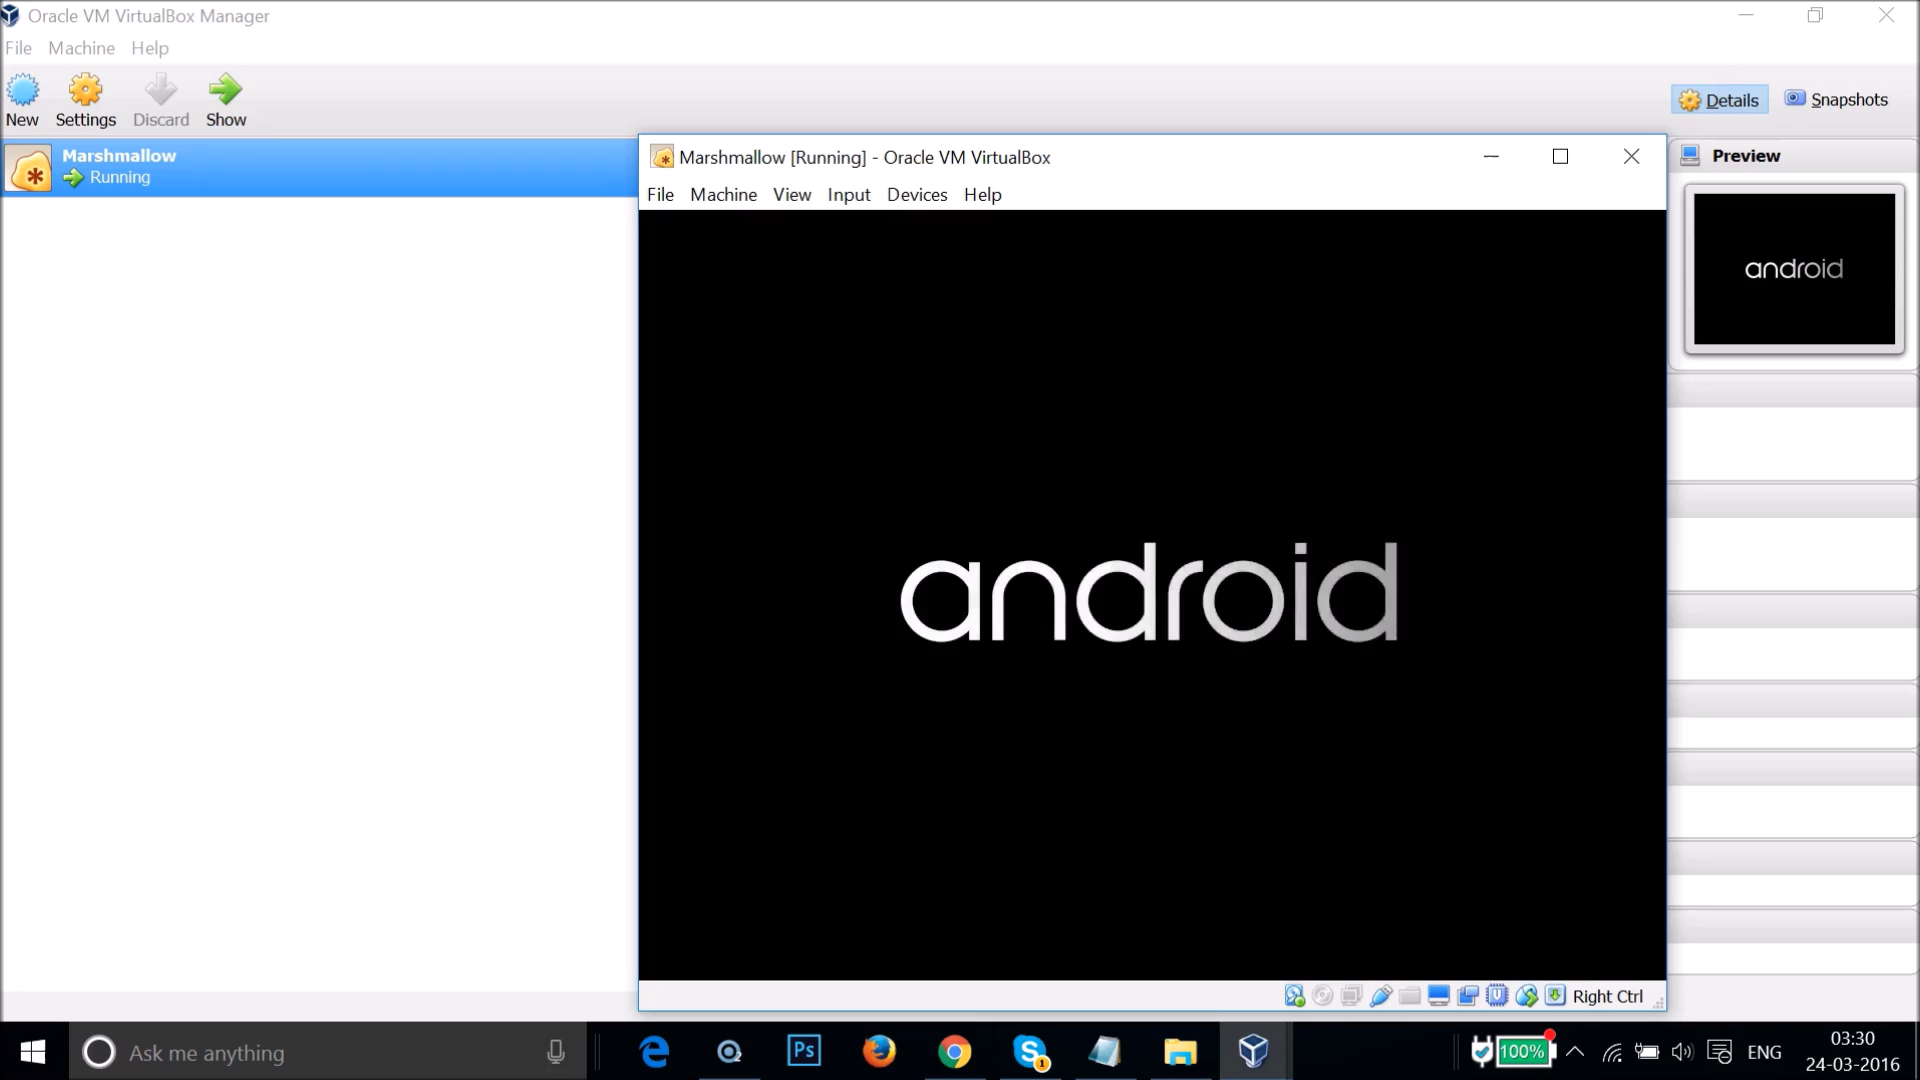 Oracle VM VirtualBox Manager
File Machine Help
New Settings Discard Show
Details Snapshots
Marshmallow
Running
Marshmallow [Running] - Oracle VM VirtualBox
File Machine View Input Devices Help
Preview
android
android
Right Ctrl
Ask me anything
Ps
1
100%
ENG
03:30
24-03-2016